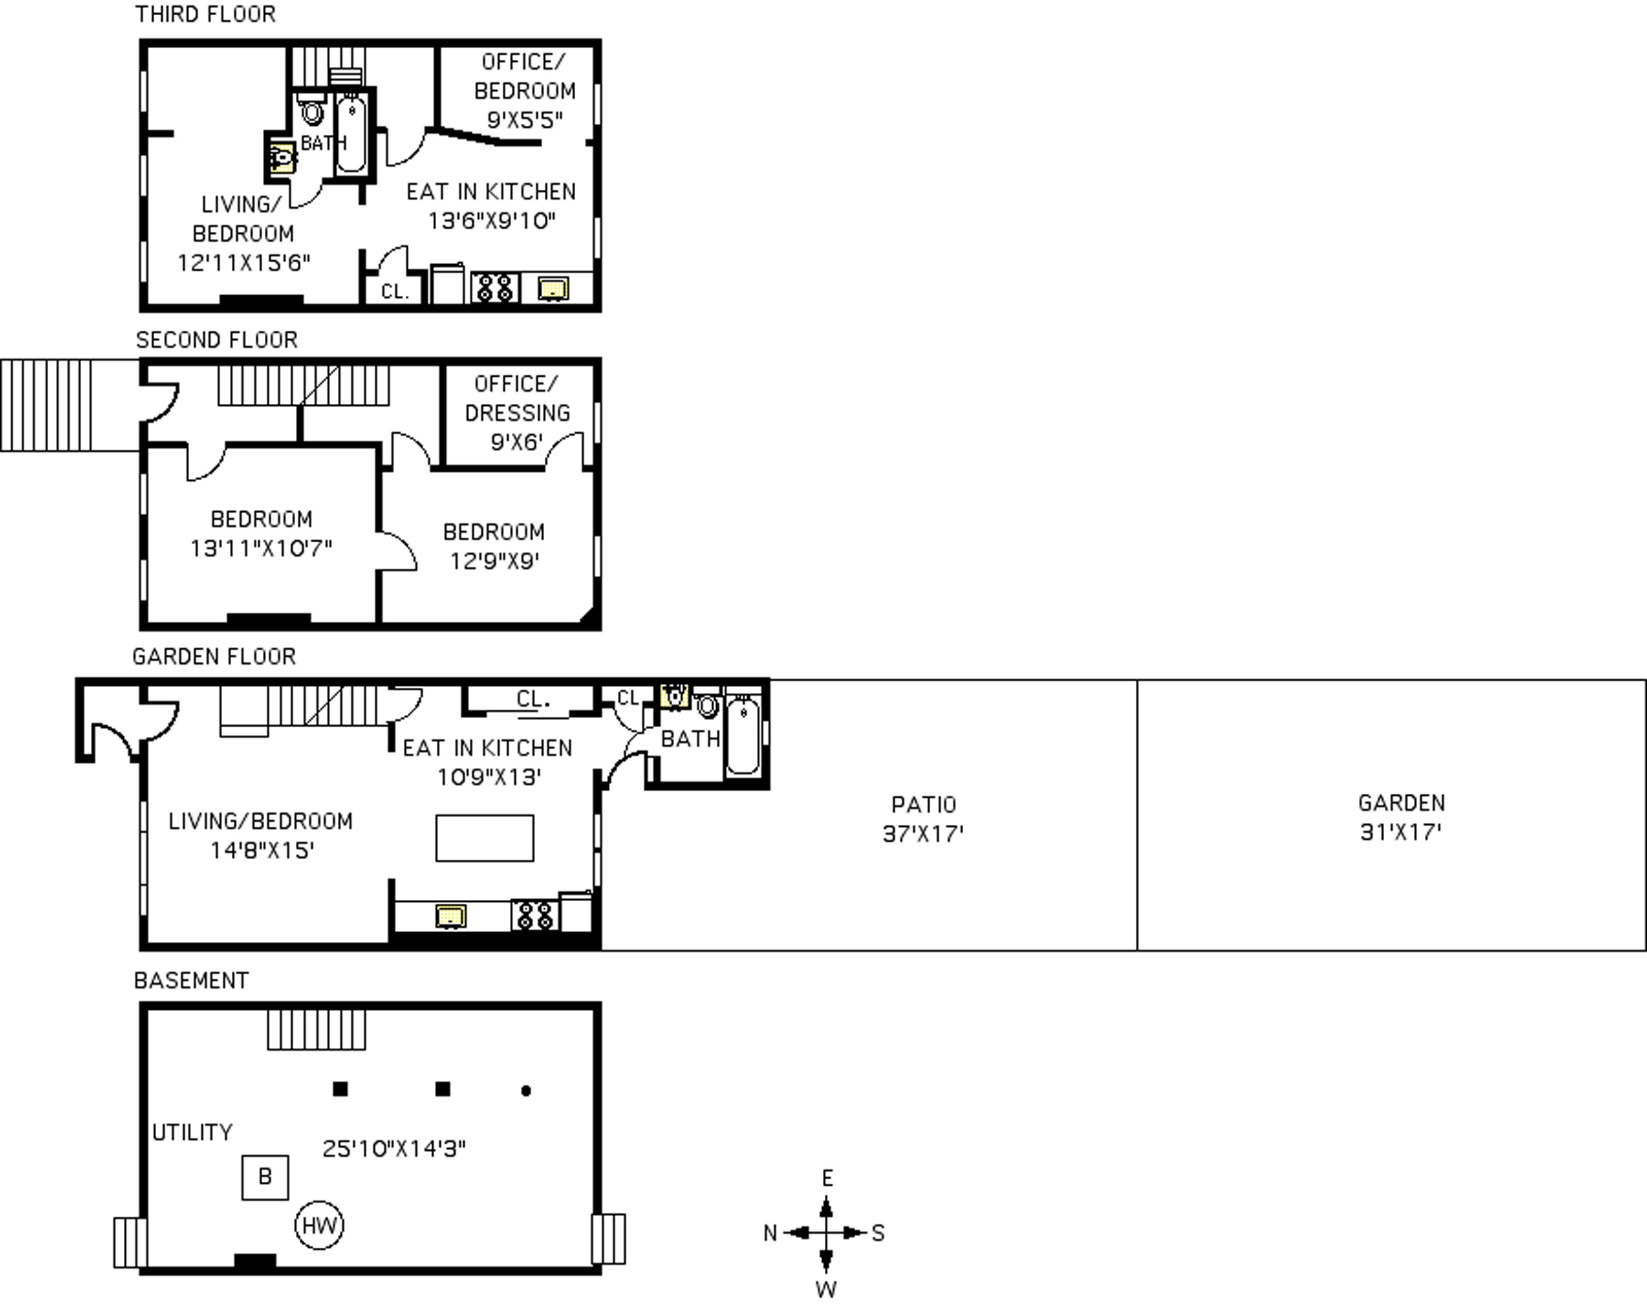 THIRD FLOOR
OFFICE/
BEDROOM
9'X5'5"
BATH
EAT IN KITCHEN
13'6"X9'10"
LIVING/
BEDROOM
12'11X15'6"
CL.
SECOND FLOOR
OFFICE/
DRESSING
9'X6'
BEDROOM
13'11"X10'7"
BEDROOM
12'9"X9'
GARDEN FLOOR
CL.
CL
BATH
EAT IN KITCHEN
10'9"X13'
LIVING/BEDROOM
14'8"X15'
PATIO
37'X17'
GARDEN
31'X17'
BASEMENT
UTILITY
25'10"X14'3"
B
HW
E
N
S
W